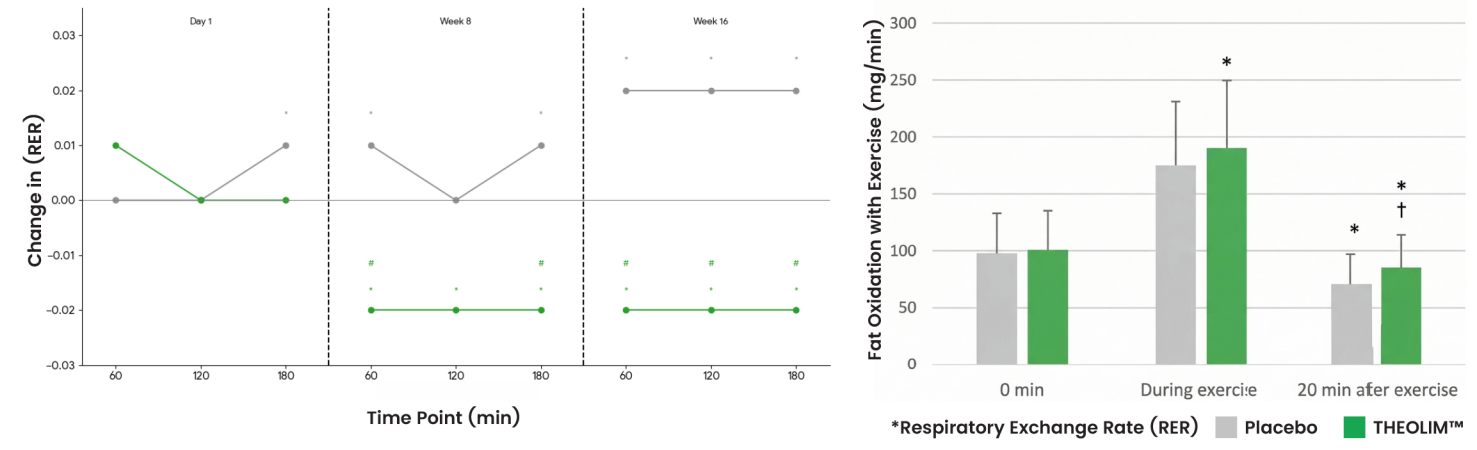 Day 1
Week 8
Week 16
Change in (RER)
0.03
0.02
0.01
0.00
−0.01
−0.02
−0.03
* * * *
* *
# # # # #
* * * * * *
60 120 180 60 120 180 60 120 180
Time Point (min)
Fat Oxidation with Exercise (mg/min)
300
250
200
150
100
50
0
*
*
*
†
0 min During exercise 20 min after exercise
*Respiratory Exchange Rate (RER) Placebo THEOLIM™